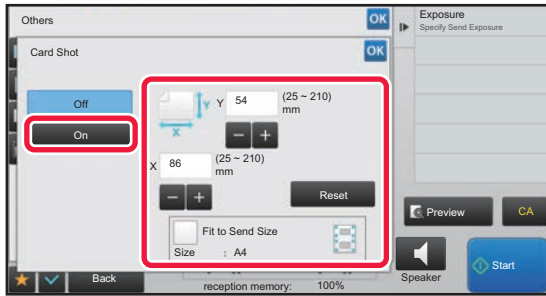 Others
OK
Exposure
Specify Send Exposure
Card Shot
OK
Off
On
Y
X
Y 54 (25 ~ 210)
mm
X 86 (25 ~ 210)
mm
Reset
Fit to Send Size
Size : A4
Preview
CA
Back
reception memory: 100%
Speaker
Start